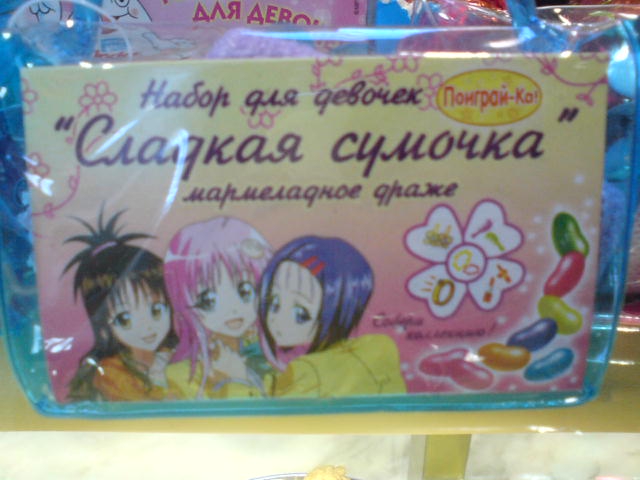 ДЛЯ ДЕВО
Набор для девочек
Поиграй-Ка!
"Сладкая сумочка"
мармеладное драже
Собери
коллекцию!